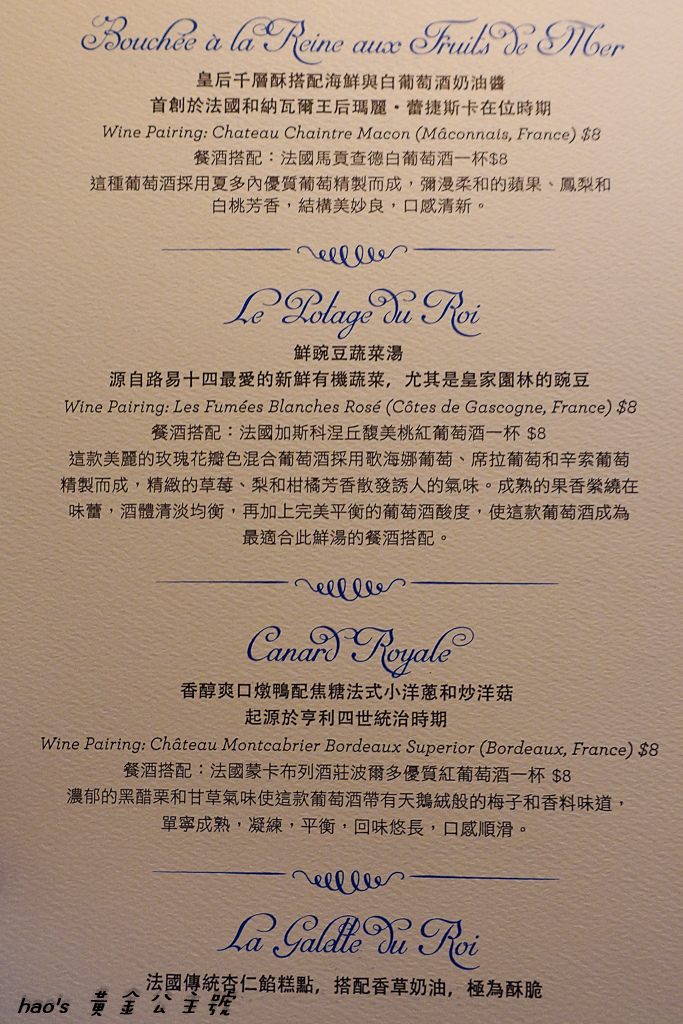 Bouchée à la Reine aux Fruits de Mer
皇后千層酥搭配海鮮與白葡萄酒奶油醬
首創於法國和納瓦爾王后瑪麗・蕾捷斯卡在位時期
Wine Pairing: Chateau Chaintre Macon (Mâconnais, France) $8
餐酒搭配：法國馬貢查德白葡萄酒一杯$8
這種葡萄酒採用夏多內優質葡萄精製而成，彌漫柔和的蘋果、鳳梨和
白桃芳香，結構美妙良，口感清新。
Le Potage du Roi
鮮豌豆蔬菜湯
源自路易十四最愛的新鮮有機蔬菜，尤其是皇家園林的豌豆
Wine Pairing: Les Fumées Blanches Rosé (Côtes de Gascogne, France) $8
餐酒搭配：法國加斯科涅丘馥美桃紅葡萄酒一杯 $8
這款美麗的玫瑰花瓣色混合葡萄酒採用歌海娜葡萄、席拉葡萄和辛索葡萄
精製而成，精緻的草莓、梨和柑橘芳香散發誘人的氣味。成熟的果香縈繞在
味蕾，酒體清淡均衡，再加上完美平衡的葡萄酒酸度，使這款葡萄酒成為
最適合此鮮湯的餐酒搭配。
Canard Royale
香醇爽口燉鴨配焦糖法式小洋蔥和炒洋菇
起源於亨利四世統治時期
Wine Pairing: Château Montcabrier Bordeaux Superior (Bordeaux, France) $8
餐酒搭配：法國蒙卡布列酒莊波爾多優質紅葡萄酒一杯 $8
濃郁的黑醋栗和甘草氣味使這款葡萄酒帶有天鵝絨般的梅子和香料味道，
單寧成熟，凝練，平衡，回味悠長，口感順滑。
La Galette du Roi
法國傳統杏仁餡糕點，搭配香草奶油，極為酥脆
hao's 黃金公主號